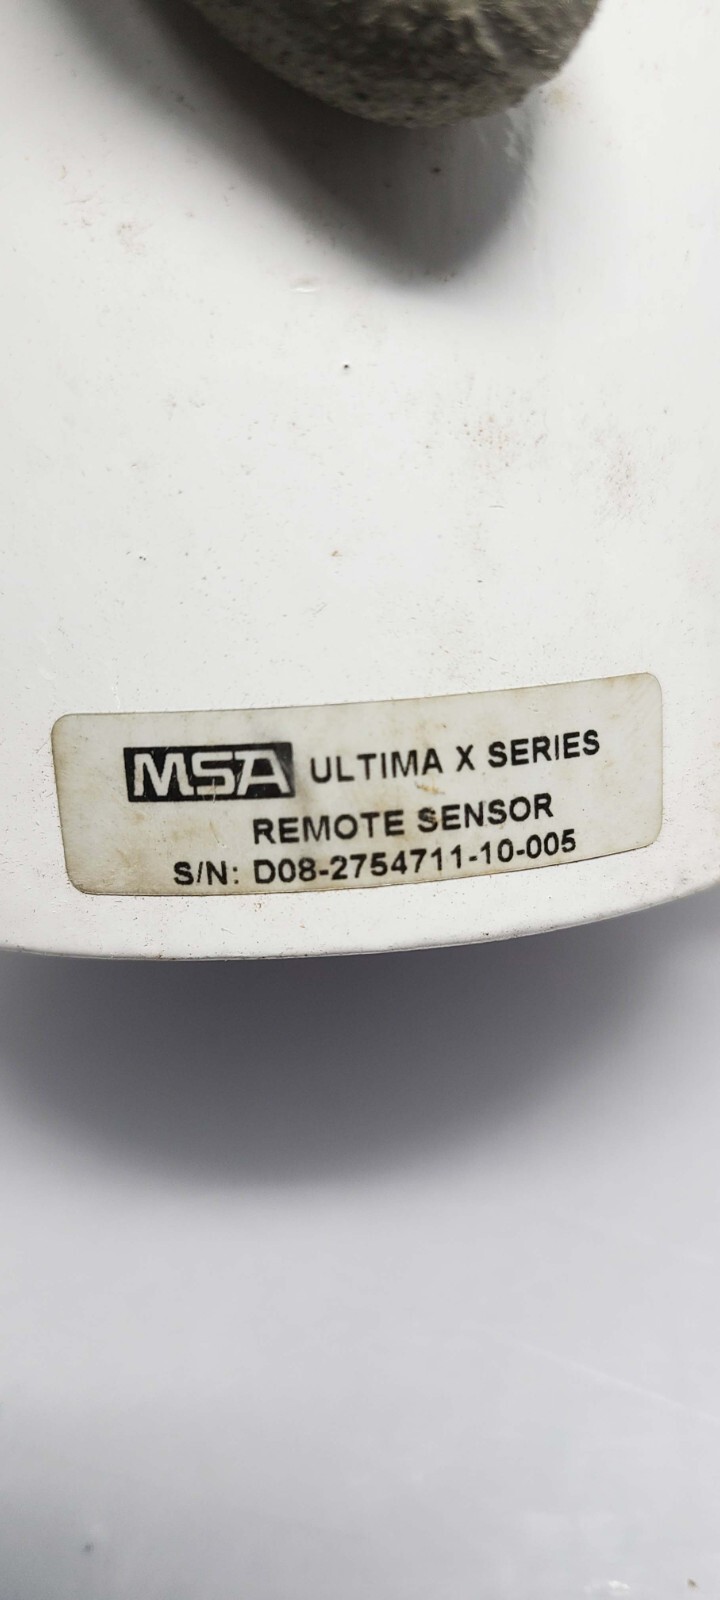 MSA ULTIMA X SERIES
REMOTE SENSOR
S/N: D08-2754711-10-005